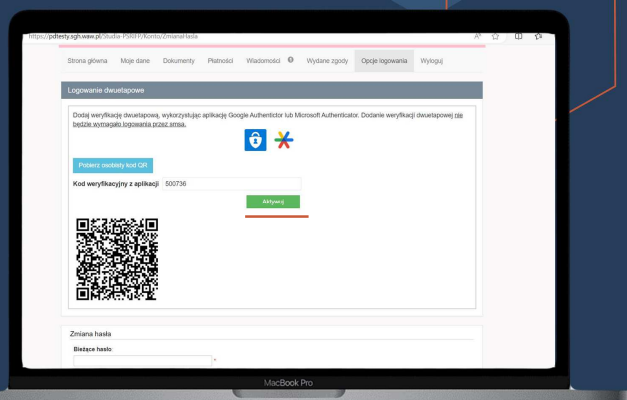 https://pdtesty.sgh.waw.pl/Studia-PSRIFP/Konto/ZmianaHasla
Strona główna Moje dane Dokumenty Płatności Wiadomości Wydane zgody Opcje logowania Wyloguj
Logowanie dwuetapowe
Dodaj weryfikację dwuetapową, wykorzystując aplikację Google Authentictor lub Microsoft Authenticator. Dodanie weryfikacji dwuetapowej nie
będzie wymagało logowania przez smsa.
Pobierz osobisty kod QR
Kod weryfikacyjny z aplikacji 500736
Aktywuj
Zmiana hasła
Bieżące hasło:
*
MacBook Pro